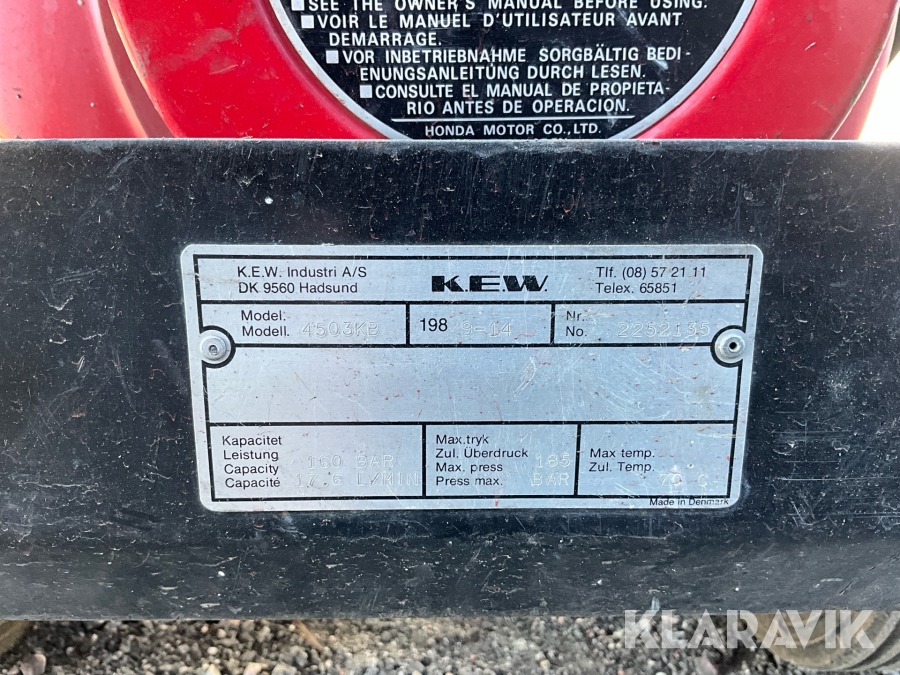 ■SEE THE OWNER'S MANUAL BEFORE USING.
■VOIR LE MANUEL D'UTILISATEUR AVANT
DEMARRAGE.
■VOR INBETRIEBNAHME SORGBÄLTIG BEDI-
ENUNGSANLEITUNG DURCH LESEN.
■CONSULTE EL MANUAL DE PROPIETA-
RIO ANTES DE OPERACION.
HONDA MOTOR CO.,LTD.
K.E.W. Industri A/S
DK 9560 Hadsund
K.E.W.
Tlf. (08) 57 21 11
Telex. 65851
Model.
Modell. 4503KB
198 9-14
Nr.
No. 2252135
Kapacitet
Leistung
Capacity 150 BAR
Capacité 17.6 L/MIN
Max.tryk
Zul. Überdruck 185
Max. press
Press max. BAR
Max temp.
Zul. Temp. 70 C
Made in Denmark
KLARAVIK